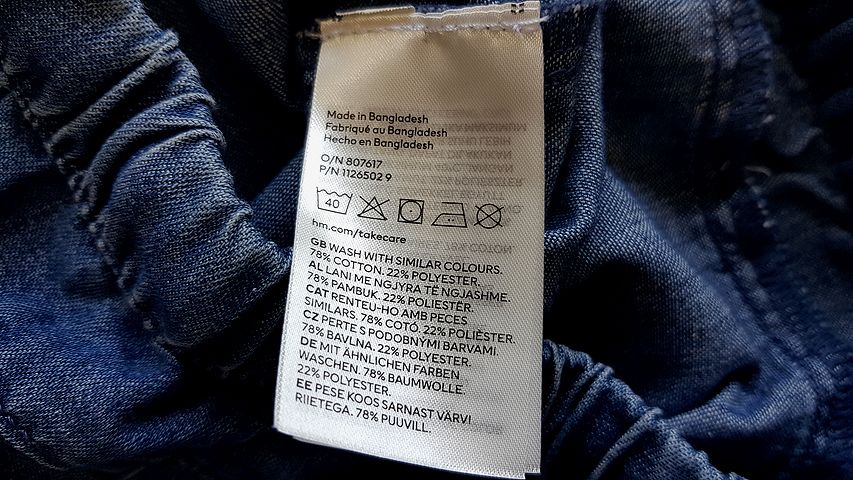 Made in Bangladesh
Fabriqué au Bangladesh
Hecho en Bangladesh
O/N 807617
P/N 1126502 9
40
hm.com/takecare
GB WASH WITH SIMILAR COLOURS.
78% COTTON. 22% POLYESTER.
AL LANI ME NGJYRA TË NGJASHME.
78% PAMBUK. 22% POLIESTËR.
CAT RENTEU-HO AMB PECES
SIMILARS. 78% COTÓ. 22% POLIÈSTER.
CZ PERTE S PODOBNÝMI BARVAMI.
78% BAVLNA. 22% POLYESTER.
DE MIT ÄHNLICHEN FARBEN
WASCHEN. 78% BAUMWOLLE.
22% POLYESTER.
EE PESE KOOS SARNAST VÄRVI
RIIETEGA. 78% PUUVILL.